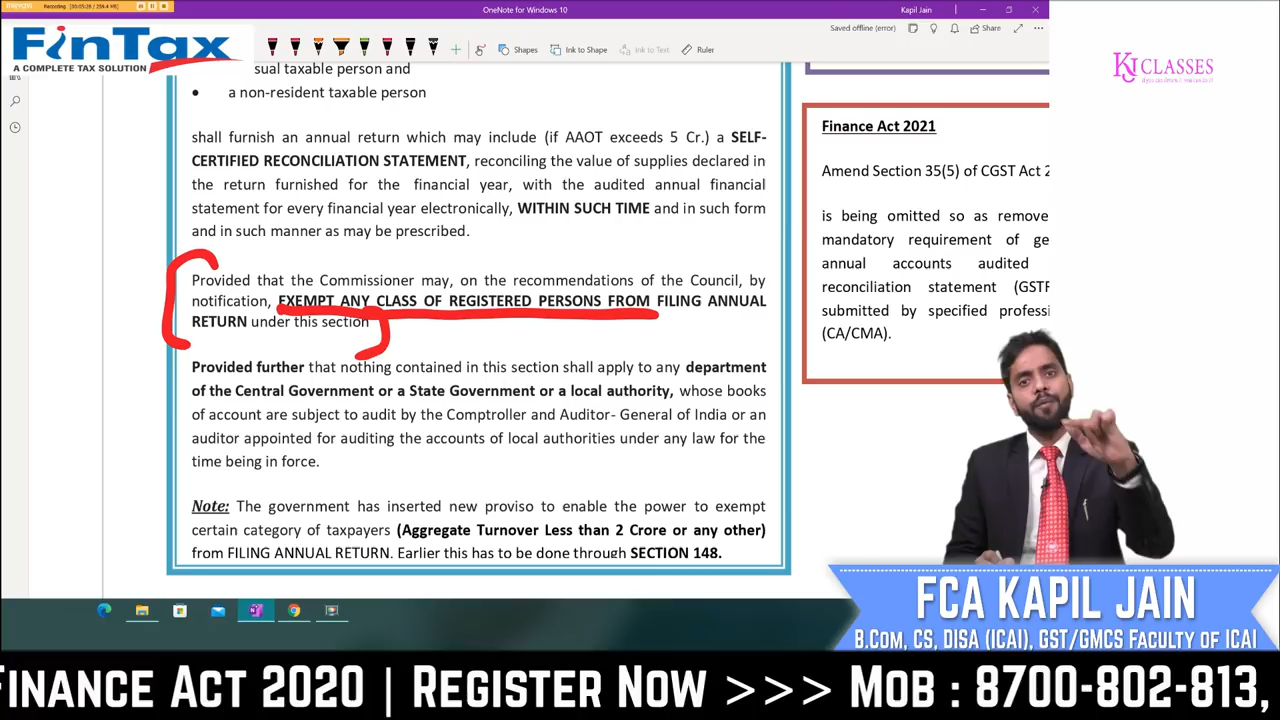 Recording [00:05:26 / 259.4 MB]
OneNote for Windows 10
Kapil Jain
Saved offline (error)
Share
FinTax
A COMPLETE TAX SOLUTION
Shapes
Ink to Shape
Ink to Text
Ruler
KJ CLASSES
sual taxable person and
• a non-resident taxable person
shall furnish an annual return which may include (if AAOT exceeds 5 Cr.) a SELF-
CERTIFIED RECONCILIATION STATEMENT, reconciling the value of supplies declared in
the return furnished for the financial year, with the audited annual financial
statement for every financial year electronically, WITHIN SUCH TIME and in such form
and in such manner as may be prescribed.
Provided that the Commissioner may, on the recommendations of the Council, by
notification, EXEMPT ANY CLASS OF REGISTERED PERSONS FROM FILING ANNUAL
RETURN under this section
Provided further that nothing contained in this section shall apply to any department
of the Central Government or a State Government or a local authority, whose books
of account are subject to audit by the Comptroller and Auditor- General of India or an
auditor appointed for auditing the accounts of local authorities under any law for the
time being in force.
Note: The government has inserted new proviso to enable the power to exempt
certain category of taxpayers (Aggregate Turnover Less than 2 Crore or any other)
from FILING ANNUAL RETURN. Earlier this has to be done through SECTION 148.
Finance Act 2021
Amend Section 35(5) of CGST Act 2
is being omitted so as remove
mandatory requirement of ge
annual accounts audited
reconciliation statement (GSTF
submitted by specified profess
(CA/CMA).
FCA KAPIL JAIN
B.Com, CS, DISA (ICAI), GST/GMCS Faculty of ICAI
Finance Act 2020 | Register Now >>> Mob : 8700-802-813,